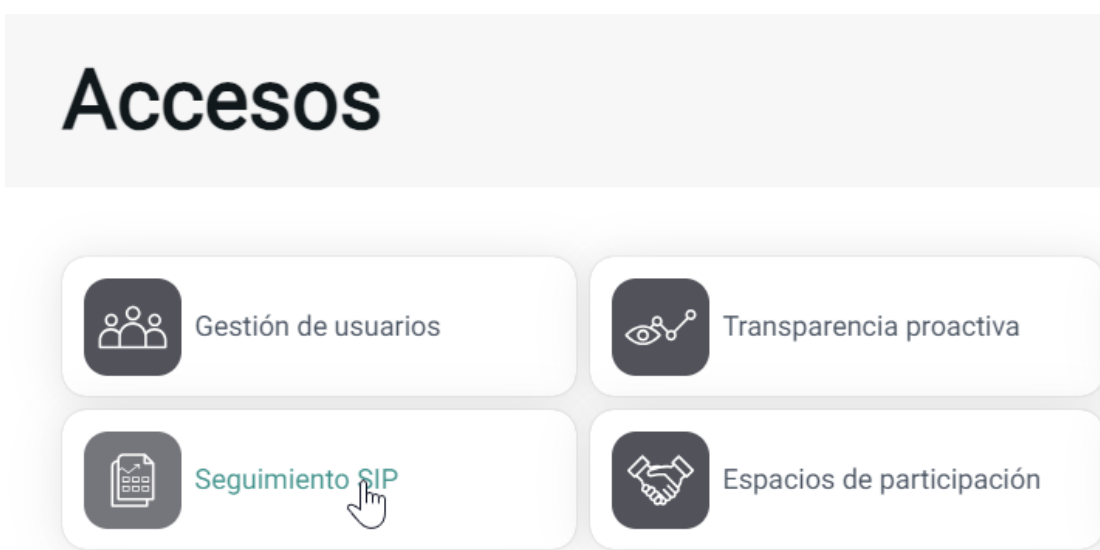 Accesos
Gestión de usuarios
Transparencia proactiva
Seguimiento SIP
Espacios de participación